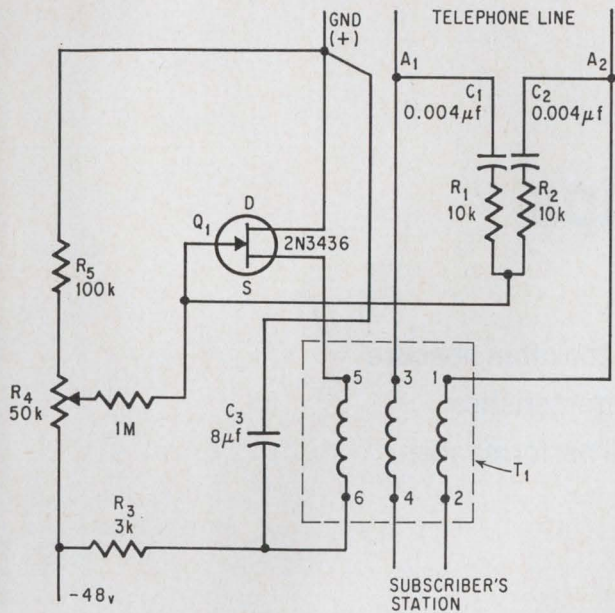 GND
(+)
TELEPHONE LINE
A1
A2
C1
0.004μf
C2
0.004μf
R1
10k
R2
10k
D
Q1
2N3436
S
R5
100k
R4
50k
1M
C3
8μf
5
3
1
T1
6
4
2
R3
3k
-48v
SUBSCRIBER'S
STATION